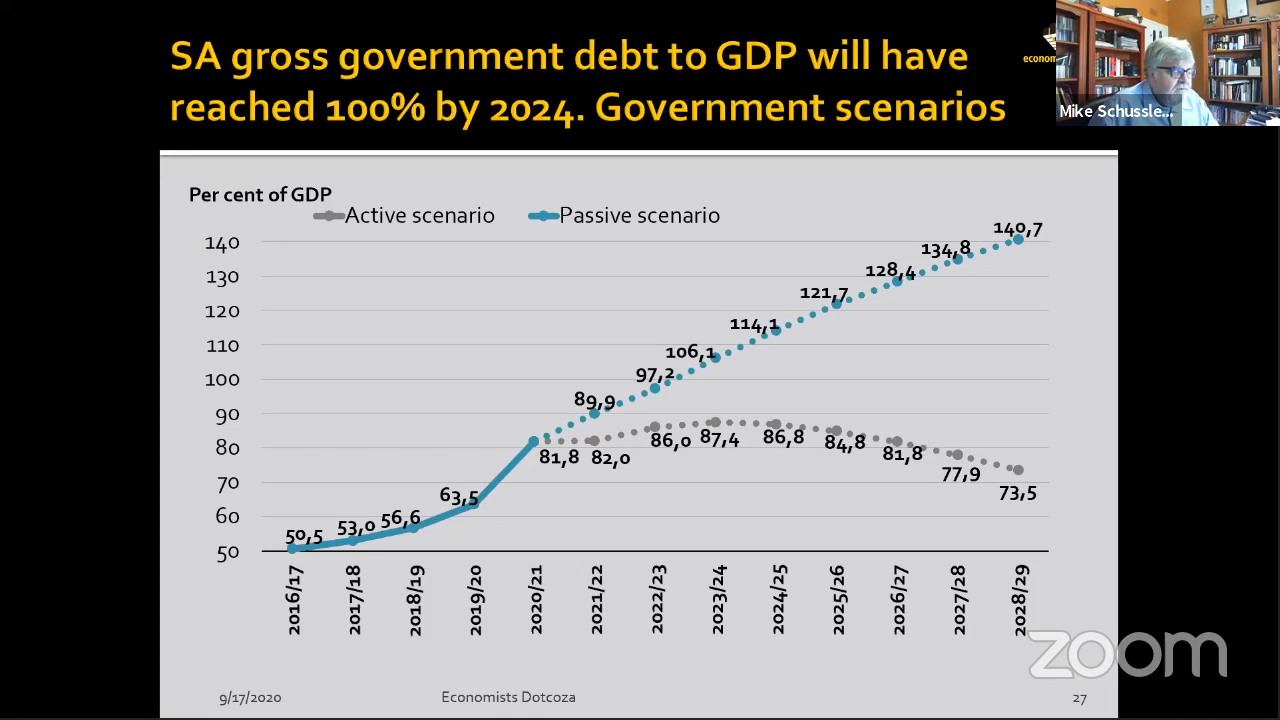 SA gross government debt to GDP will have
reached 100% by 2024. Government scenarios
econom
Mike Schussle...
Per cent of GDP
Active scenario Passive scenario
140
130
120
110
100
90
80
70
60
50
50,5 53,0 56,6 63,5 89,9 97,2 106,1 114,1 121,7 128,4 134,8 140,7
81,8 82,0 86,0 87,4 86,8 84,8 81,8 77,9 73,5
2016/17 2017/18 2018/19 2019/20 2020/21 2021/22 2022/23 2023/24 2024/25 2025/26 2026/27 2027/28 2028/29
zoom
9/17/2020 Economists Dotcoza 27